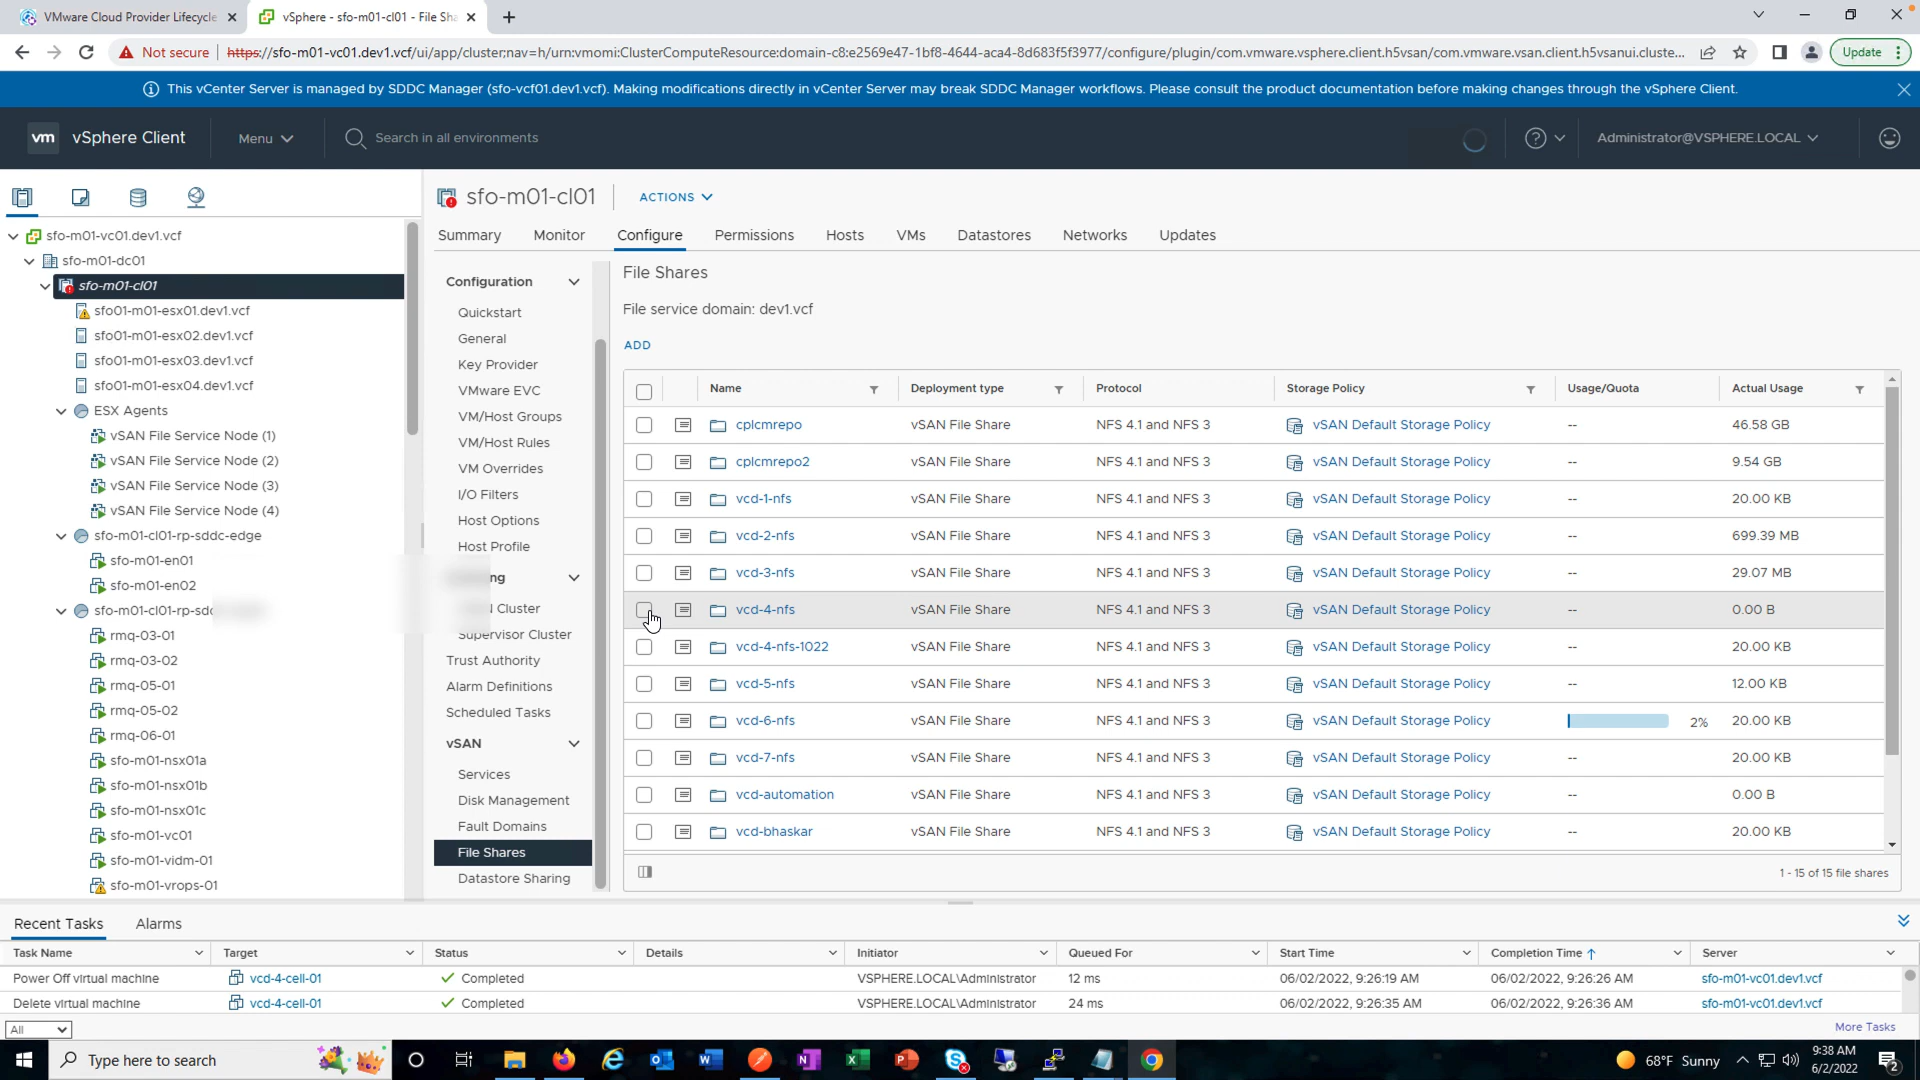 VMware Cloud Provider Lifecycle
vSphere - sfo-m01-cl01 - File Sha
Not secure
https://sfo-m01-vc01.dev1.vcf/ui/app/cluster;nav=h/urn:vmomi:ClusterComputeResource:domain-c8:e2569e47-1bf8-4644-aca4-8d683f5f3977/configure/plugin/com.vmware.vsphere.client.h5vsan/com.vmware.vsan.client.h5vsanui.cluste...
Update
This vCenter Server is managed by SDDC Manager (sfo-vcf01.dev1.vcf). Making modifications directly in vCenter Server may break SDDC Manager workflows. Please consult the product documentation before making changes through the vSphere Client.
vm vSphere Client
Menu
Search in all environments
Administrator@VSPHERE.LOCAL
sfo-m01-vc01.dev1.vcf
sfo-m01-dc01
sfo-m01-cl01
sfo01-m01-esx01.dev1.vcf
sfo01-m01-esx02.dev1.vcf
sfo01-m01-esx03.dev1.vcf
sfo01-m01-esx04.dev1.vcf
ESX Agents
vSAN File Service Node (1)
vSAN File Service Node (2)
vSAN File Service Node (3)
vSAN File Service Node (4)
sfo-m01-cl01-rp-sddc-edge
sfo-m01-en01
sfo-m01-en02
sfo-m01-cl01-rp-sdd
rmq-03-01
rmq-03-02
rmq-05-01
rmq-05-02
rmq-06-01
sfo-m01-nsx01a
sfo-m01-nsx01b
sfo-m01-nsx01c
sfo-m01-vc01
sfo-m01-vidm-01
sfo-m01-vrops-01
sfo-m01-cl01
ACTIONS
Summary Monitor Configure Permissions Hosts VMs Datastores Networks Updates
Configuration
Quickstart
General
Key Provider
VMware EVC
VM/Host Groups
VM/Host Rules
VM Overrides
I/O Filters
Host Options
Host Profile
ng
Cluster
Supervisor Cluster
Trust Authority
Alarm Definitions
Scheduled Tasks
vSAN
Services
Disk Management
Fault Domains
File Shares
Datastore Sharing
File Shares
File service domain: dev1.vcf
ADD
Name Deployment type Protocol Storage Policy Usage/Quota Actual Usage
cplcmrepo vSAN File Share NFS 4.1 and NFS 3 vSAN Default Storage Policy -- 46.58 GB
cplcmrepo2 vSAN File Share NFS 4.1 and NFS 3 vSAN Default Storage Policy -- 9.54 GB
vcd-1-nfs vSAN File Share NFS 4.1 and NFS 3 vSAN Default Storage Policy -- 20.00 KB
vcd-2-nfs vSAN File Share NFS 4.1 and NFS 3 vSAN Default Storage Policy -- 699.39 MB
vcd-3-nfs vSAN File Share NFS 4.1 and NFS 3 vSAN Default Storage Policy -- 29.07 MB
vcd-4-nfs vSAN File Share NFS 4.1 and NFS 3 vSAN Default Storage Policy -- 0.00 B
vcd-4-nfs-1022 vSAN File Share NFS 4.1 and NFS 3 vSAN Default Storage Policy -- 20.00 KB
vcd-5-nfs vSAN File Share NFS 4.1 and NFS 3 vSAN Default Storage Policy -- 12.00 KB
vcd-6-nfs vSAN File Share NFS 4.1 and NFS 3 vSAN Default Storage Policy 2% 20.00 KB
vcd-7-nfs vSAN File Share NFS 4.1 and NFS 3 vSAN Default Storage Policy -- 20.00 KB
vcd-automation vSAN File Share NFS 4.1 and NFS 3 vSAN Default Storage Policy -- 0.00 B
vcd-bhaskar vSAN File Share NFS 4.1 and NFS 3 vSAN Default Storage Policy -- 20.00 KB
1 - 15 of 15 file shares
Recent Tasks Alarms
Task Name Target Status Details Initiator Queued For Start Time Completion Time Server
Power Off virtual machine vcd-4-cell-01 Completed VSPHERE.LOCAL\Administrator 12 ms 06/02/2022, 9:26:19 AM 06/02/2022, 9:26:26 AM sfo-m01-vc01.dev1.vcf
Delete virtual machine vcd-4-cell-01 Completed VSPHERE.LOCAL\Administrator 24 ms 06/02/2022, 9:26:35 AM 06/02/2022, 9:26:36 AM sfo-m01-vc01.dev1.vcf
All
More Tasks
Type here to search
68°F Sunny
9:38 AM
6/2/2022
2